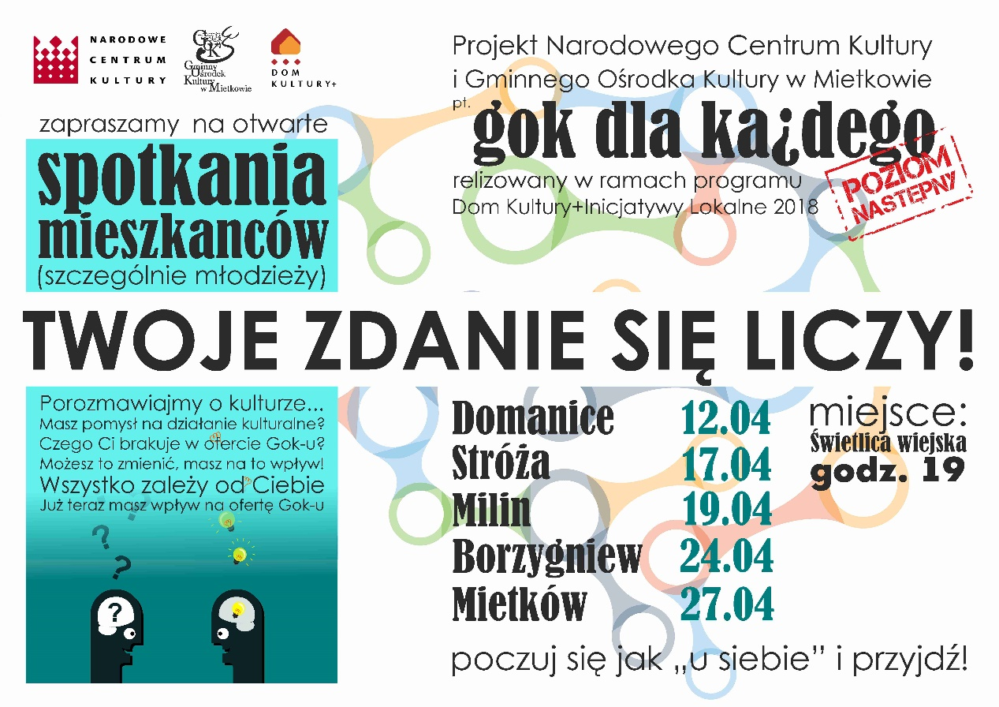 NARODOWE
CENTRUM
KULTURY
GOK
Gminny
Ośrodek
Kultury
w Mietkowie
DOM
KULTURY+
zapraszamy na otwarte
spotkania
mieszkanców
(szczególnie młodzieży)
Projekt Narodowego Centrum Kultury
i Gminnego Ośrodka Kultury w Mietkowie
pt.
gok dla ka¿dego
relizowany w ramach programu
Dom Kultury+Inicjatywy Lokalne 2018
POZIOM
NASTĘPNY
TWOJE ZDANIE SIĘ LICZY!
Porozmawiajmy o kulturze...
Masz pomysł na działanie kulturalne?
Czego Ci brakuje w ofercie Gok-u?
Możesz to zmienić, masz na to wpływ!
Wszystko zależy od Ciebie
Już teraz masz wpływ na ofertę Gok-u
? ?
?
?
Domanice 12.04
Stróża 17.04
Milin 19.04
Borzygniew 24.04
Mietków 27.04
miejsce:
Świetlica wiejska
godz. 19
poczuj się jak „u siebie” i przyjdź!